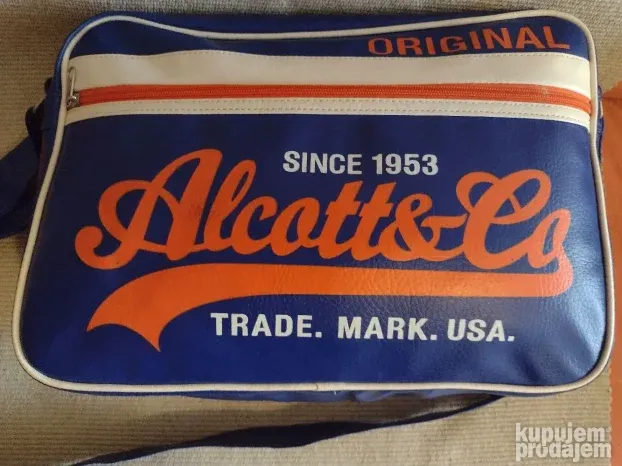 ORIGINAL
SINCE 1953
Alcott&Co
TRADE. MARK. USA.
kupujem
prodajem